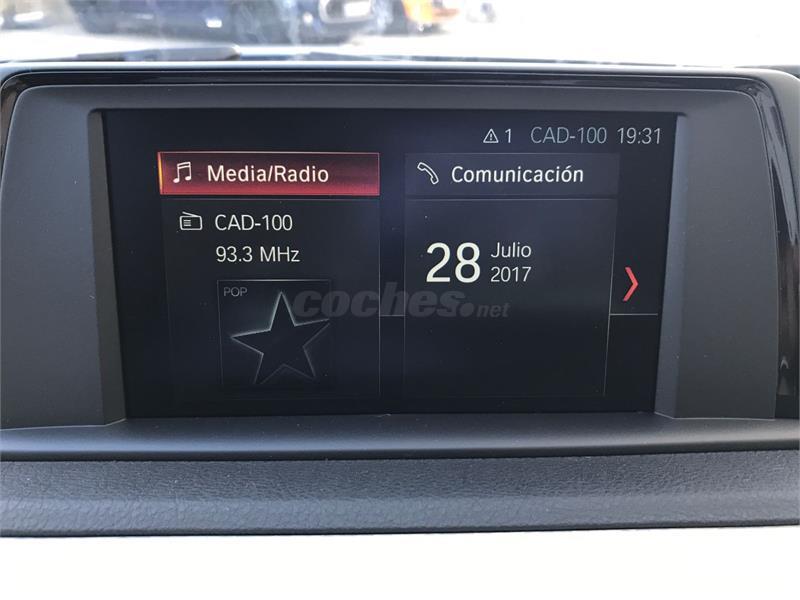 1 CAD-100 19:31
Media/Radio
CAD-100
93.3 MHz
POP
Comunicación
28 Julio
2017
coches.net